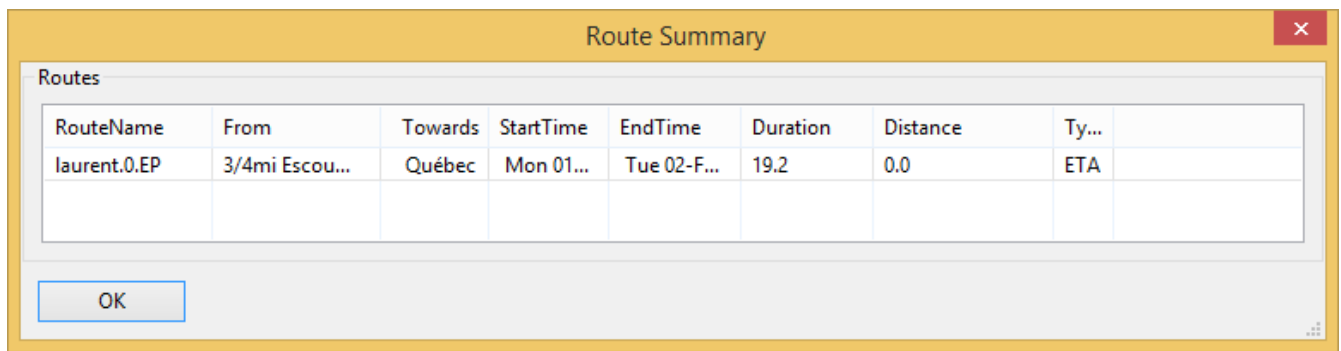 Route Summary
Routes
RouteName From Towards StartTime EndTime Duration Distance Ty...
laurent.0.EP 3/4mi Escou... Québec Mon 01... Tue 02-F... 19.2 0.0 ETA
OK